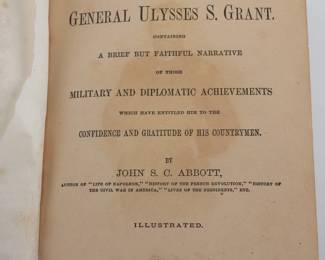 GENERAL ULYSSES S. GRANT.
CONTAINING
A BRIEF BUT FAITHFUL NARRATIVE
OF THOSE
MILITARY AND DIPLOMATIC ACHIEVEMENTS
WHICH HAVE ENTITLED HIM TO THE
CONFIDENCE AND GRATITUDE OF HIS COUNTRYMEN.
BY
JOHN S. C. ABBOTT,
AUTHOR OF "LIFE OF NAPOLEON," "HISTORY OF THE FRENCH REVOLUTION," "HISTORY OF
THE CIVIL WAR IN AMERICA," "LIVES OF THE PRESIDENTS," ETC.
ILLUSTRATED.